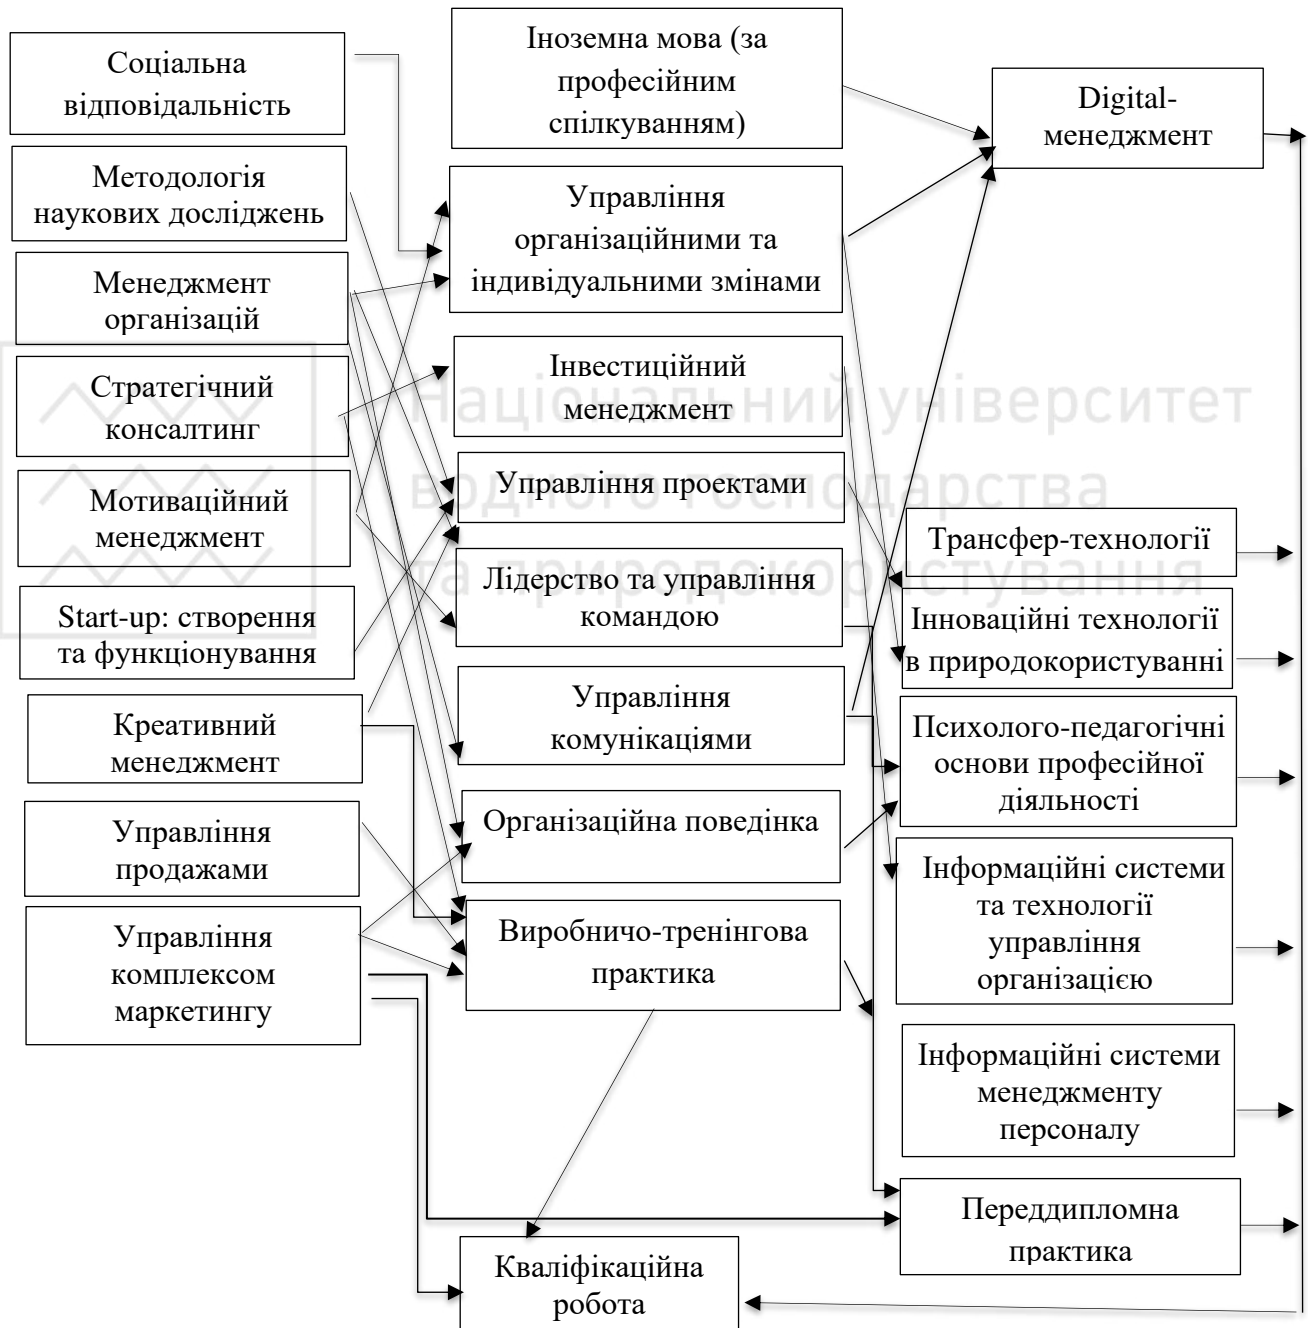 Соціальна
відповідальність
Методологія
наукових досліджень
Менеджмент
організацій
Стратегічний
консалтинг
Мотиваційний
менеджмент
Start-up: створення
та функціонування
Креативний
менеджмент
Управління
продажами
Управління
комплексом
маркетингу
Іноземна мова (за
професійним
спілкуванням)
Управління
організаційними та
індивідуальними змінами
Інвестиційний
менеджмент
Управління проектами
Лідерство та управління
командою
Управління
комунікаціями
Організаційна поведінка
Виробничо-тренінгова
практика
Кваліфікаційна
робота
Digital-
менеджмент
Трансфер-технології
Інноваційні технології
в природокористуванні
Психолого-педагогічні
основи професійної
діяльності
Інформаційні системи
та технології
управління
організацією
Інформаційні системи
менеджменту
персоналу
Переддипломна
практика
Національний університет
водного господарства
та природокористування